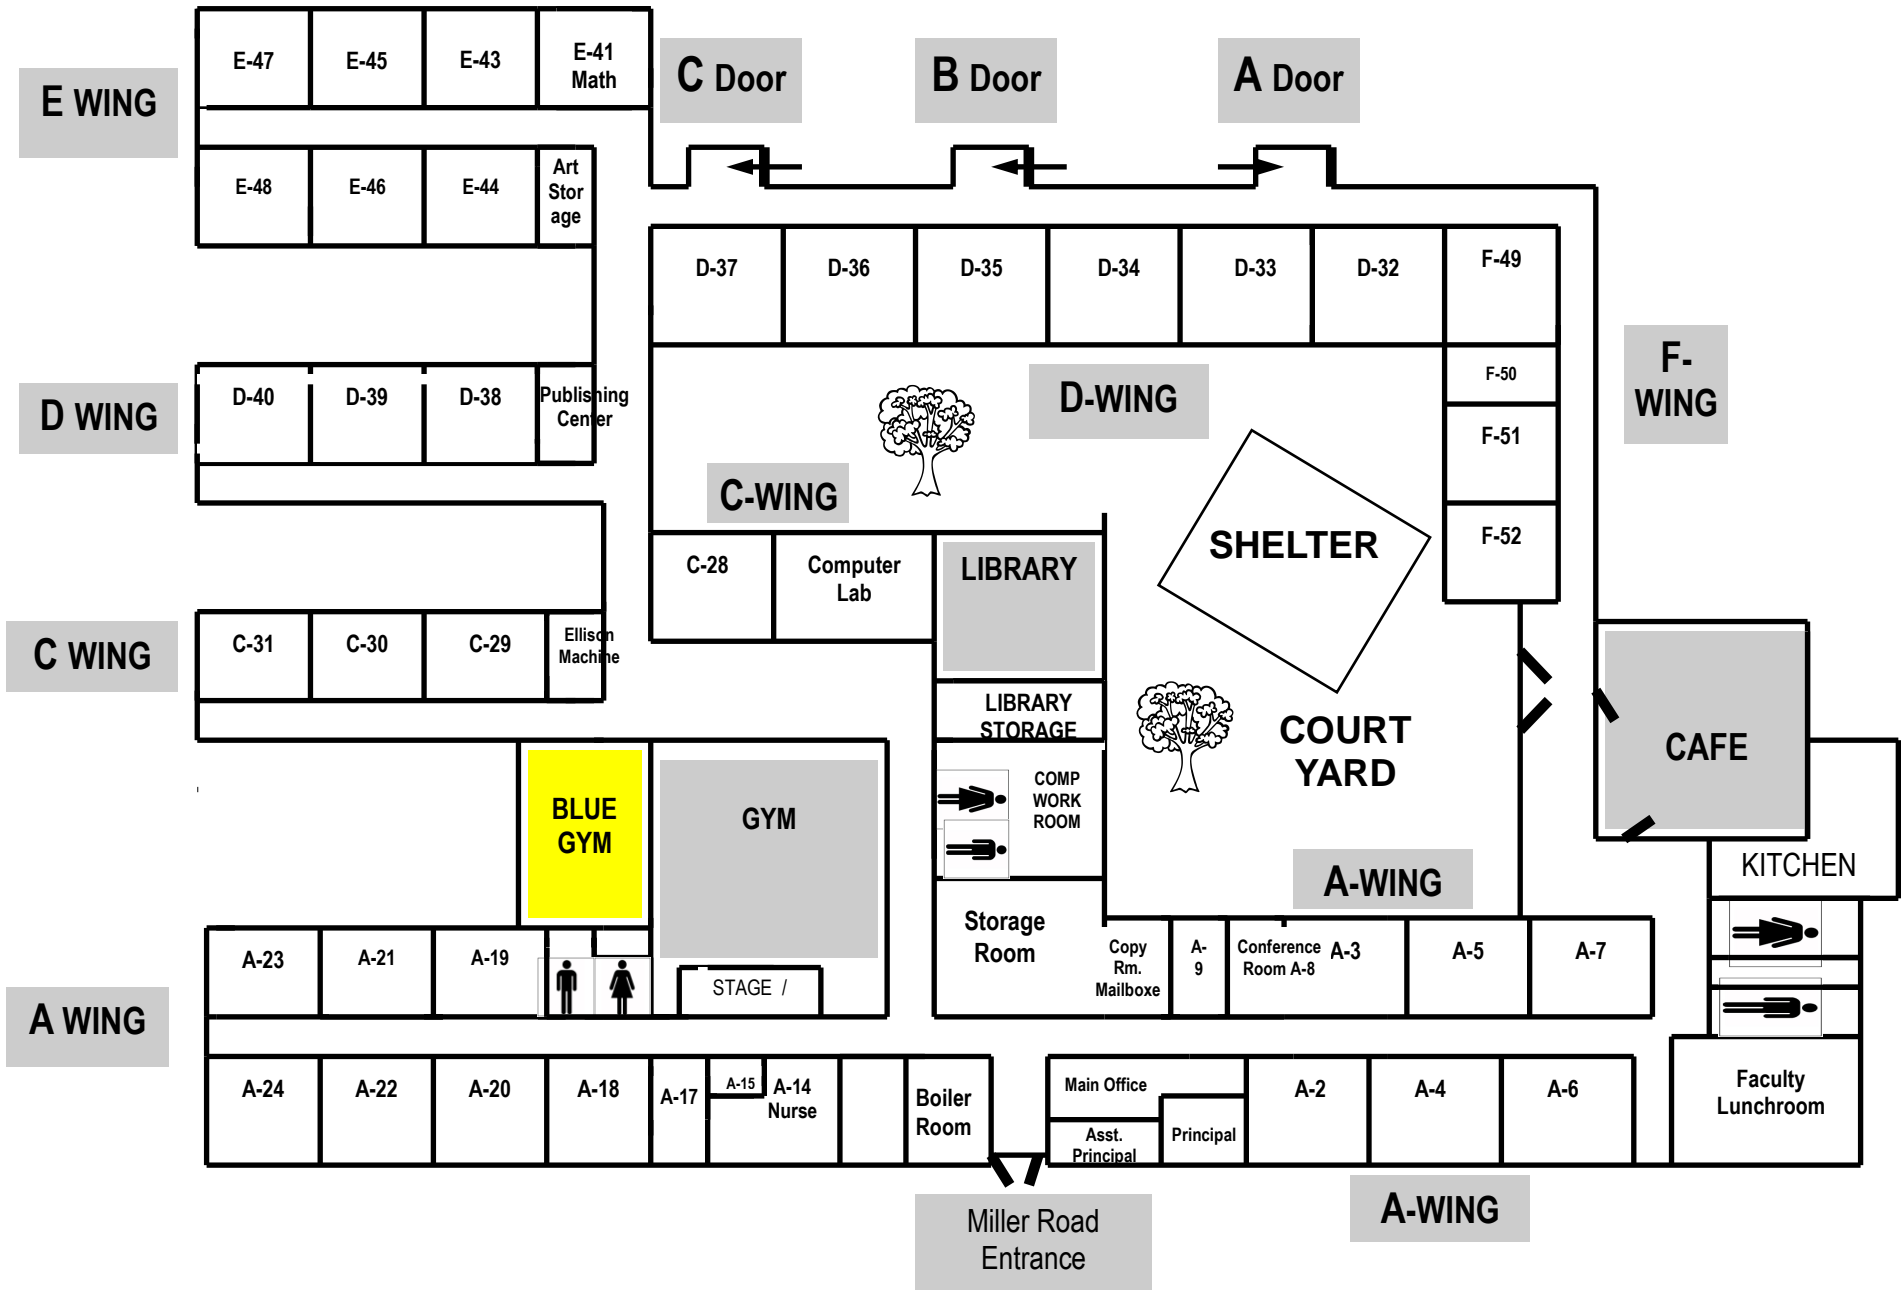 E-47
E-45
E-43
E-41
Math
C Door
B Door
A Door
E WING
E-48
E-46
E-44
Art
Stor
age
D-37
D-36
D-35
D-34
D-33
D-32
F-49
F-
WING
D WING
D-40
D-39
D-38
Publishing
Center
D-WING
F-50
F-51
C-WING
SHELTER
F-52
C-28
Computer
Lab
LIBRARY
C WING
C-31
C-30
C-29
Ellison
Machine
LIBRARY
STORAGE
COURT
YARD
CAFE
BLUE
GYM
GYM
COMP
WORK
ROOM
KITCHEN
A-WING
A WING
A-23
A-21
A-19
STAGE /
Storage
Room
Copy
Rm.
Mailboxe
A-
9
Conference
Room A-8
A-3
A-5
A-7
A-24
A-22
A-20
A-18
A-17
A-15
A-14
Nurse
Boiler
Room
Main Office
Asst.
Principal
Principal
A-2
A-4
A-6
Faculty
Lunchroom
Miller Road
Entrance
A-WING